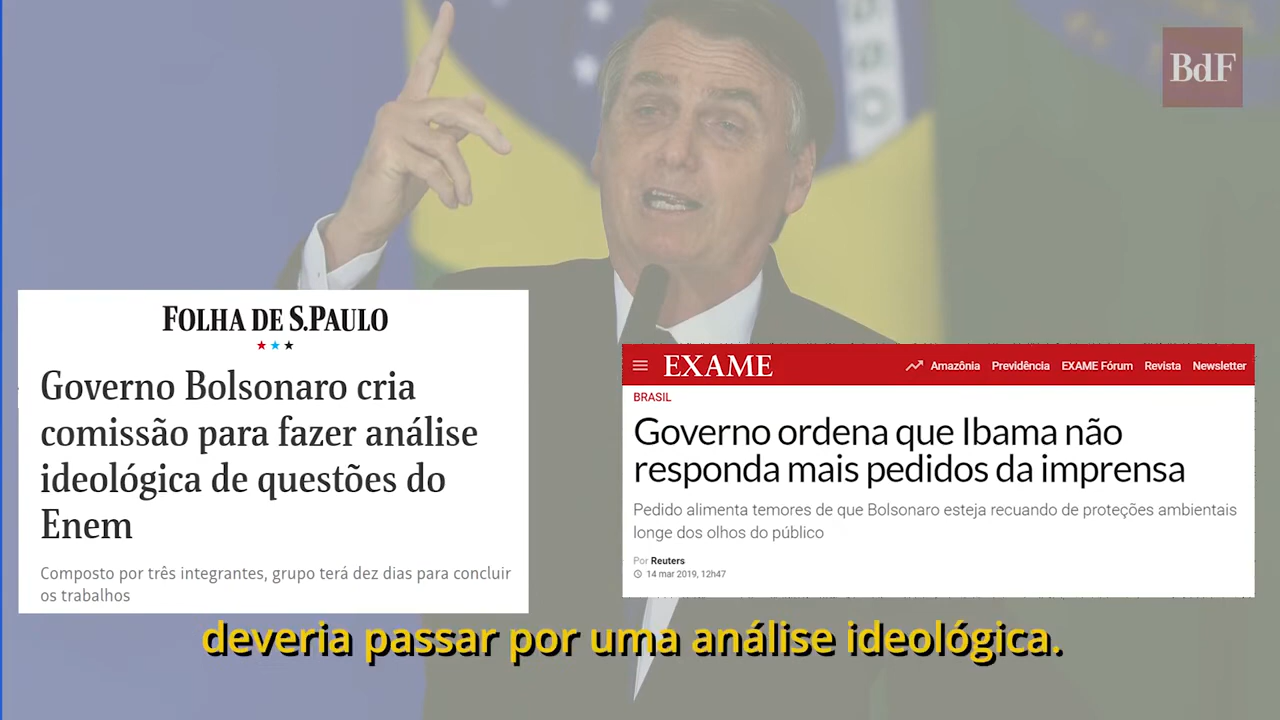 BdF
FOLHA DE S.PAULO
Governo Bolsonaro cria
comissão para fazer análise
ideológica de questões do
Enem
Composto por três integrantes, grupo terá dez dias para concluir
os trabalhos
EXAME
Amazônia Previdência EXAME Fórum Revista Newsletter
BRASIL
Governo ordena que Ibama não
responda mais pedidos da imprensa
Pedido alimenta temores de que Bolsonaro esteja recuando de proteções ambientais
longe dos olhos do público
Por Reuters
14 mar 2019, 12h47
deveria passar por uma análise ideológica.